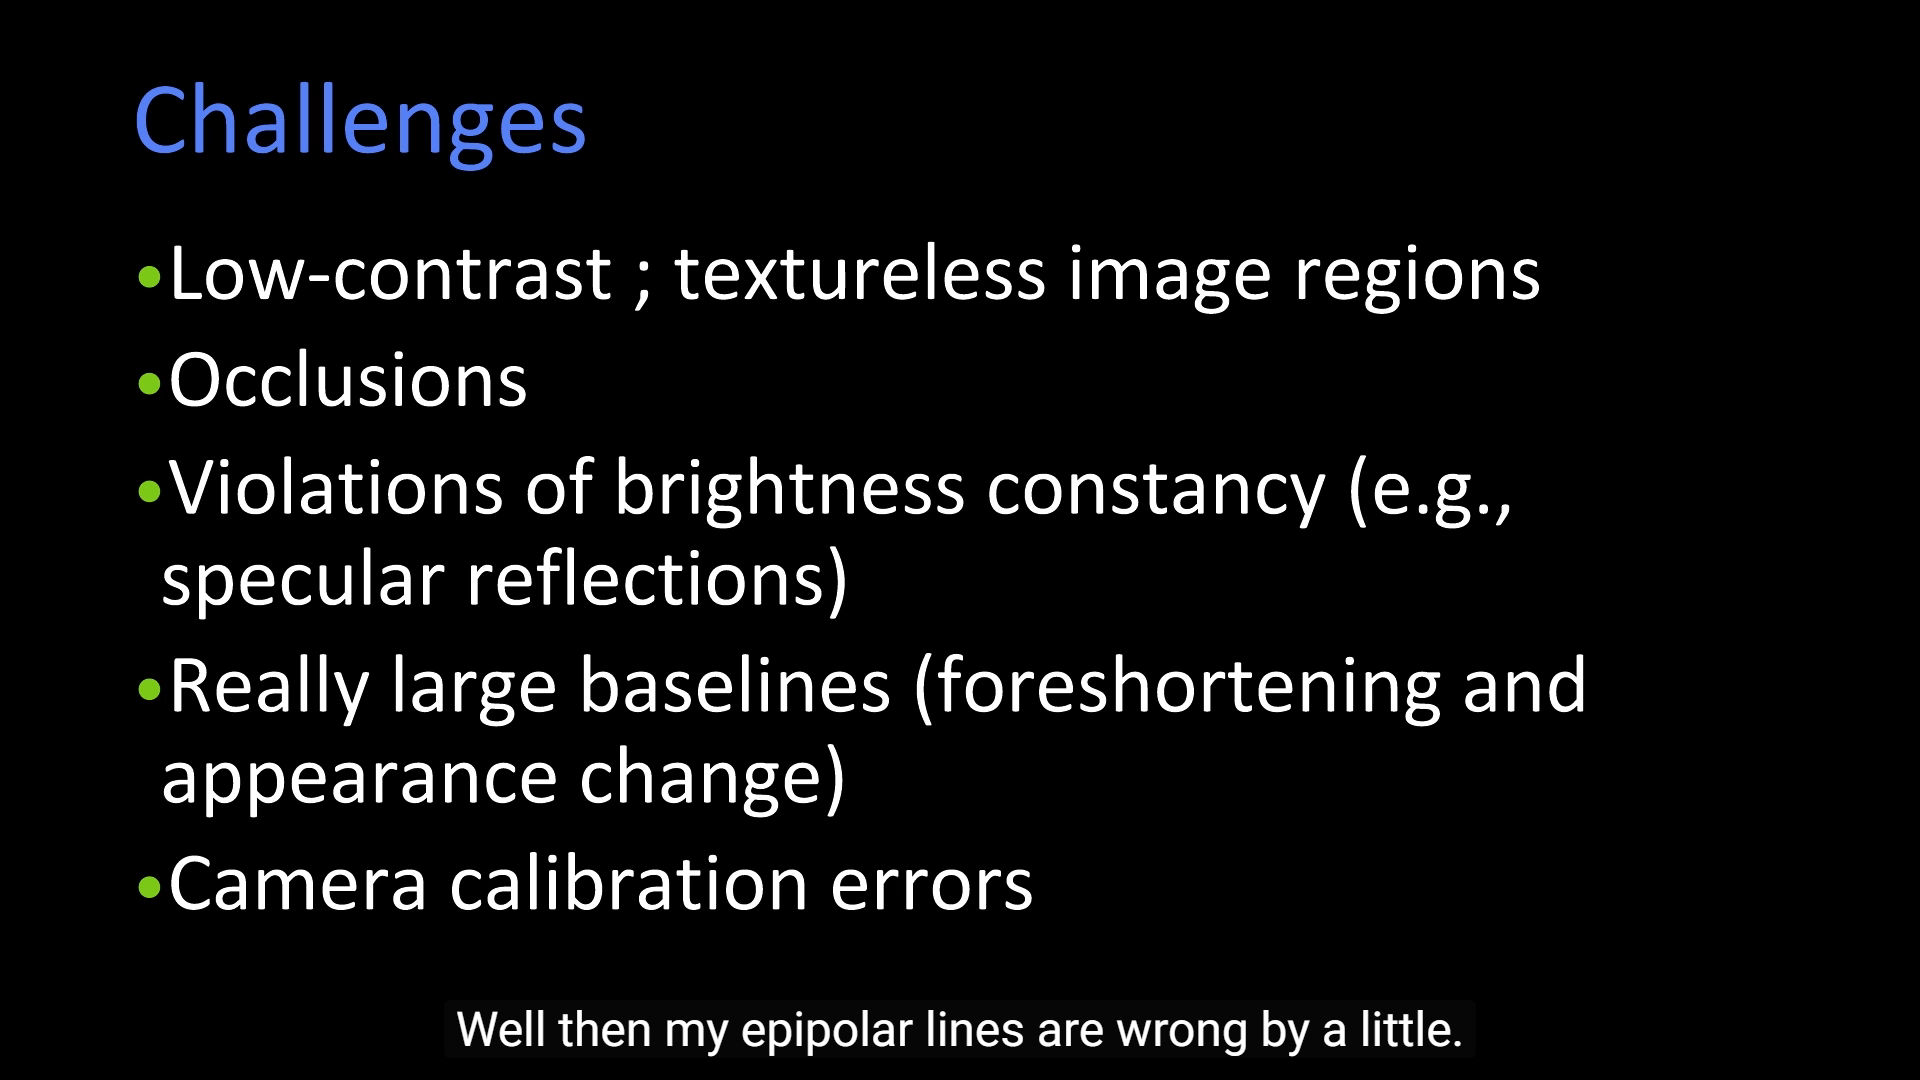 Challenges
•Low-contrast ; textureless image regions
•Occlusions
•Violations of brightness constancy (e.g.,
specular reflections)
•Really large baselines (foreshortening and
appearance change)
•Camera calibration errors
Well then my epipolar lines are wrong by a little.